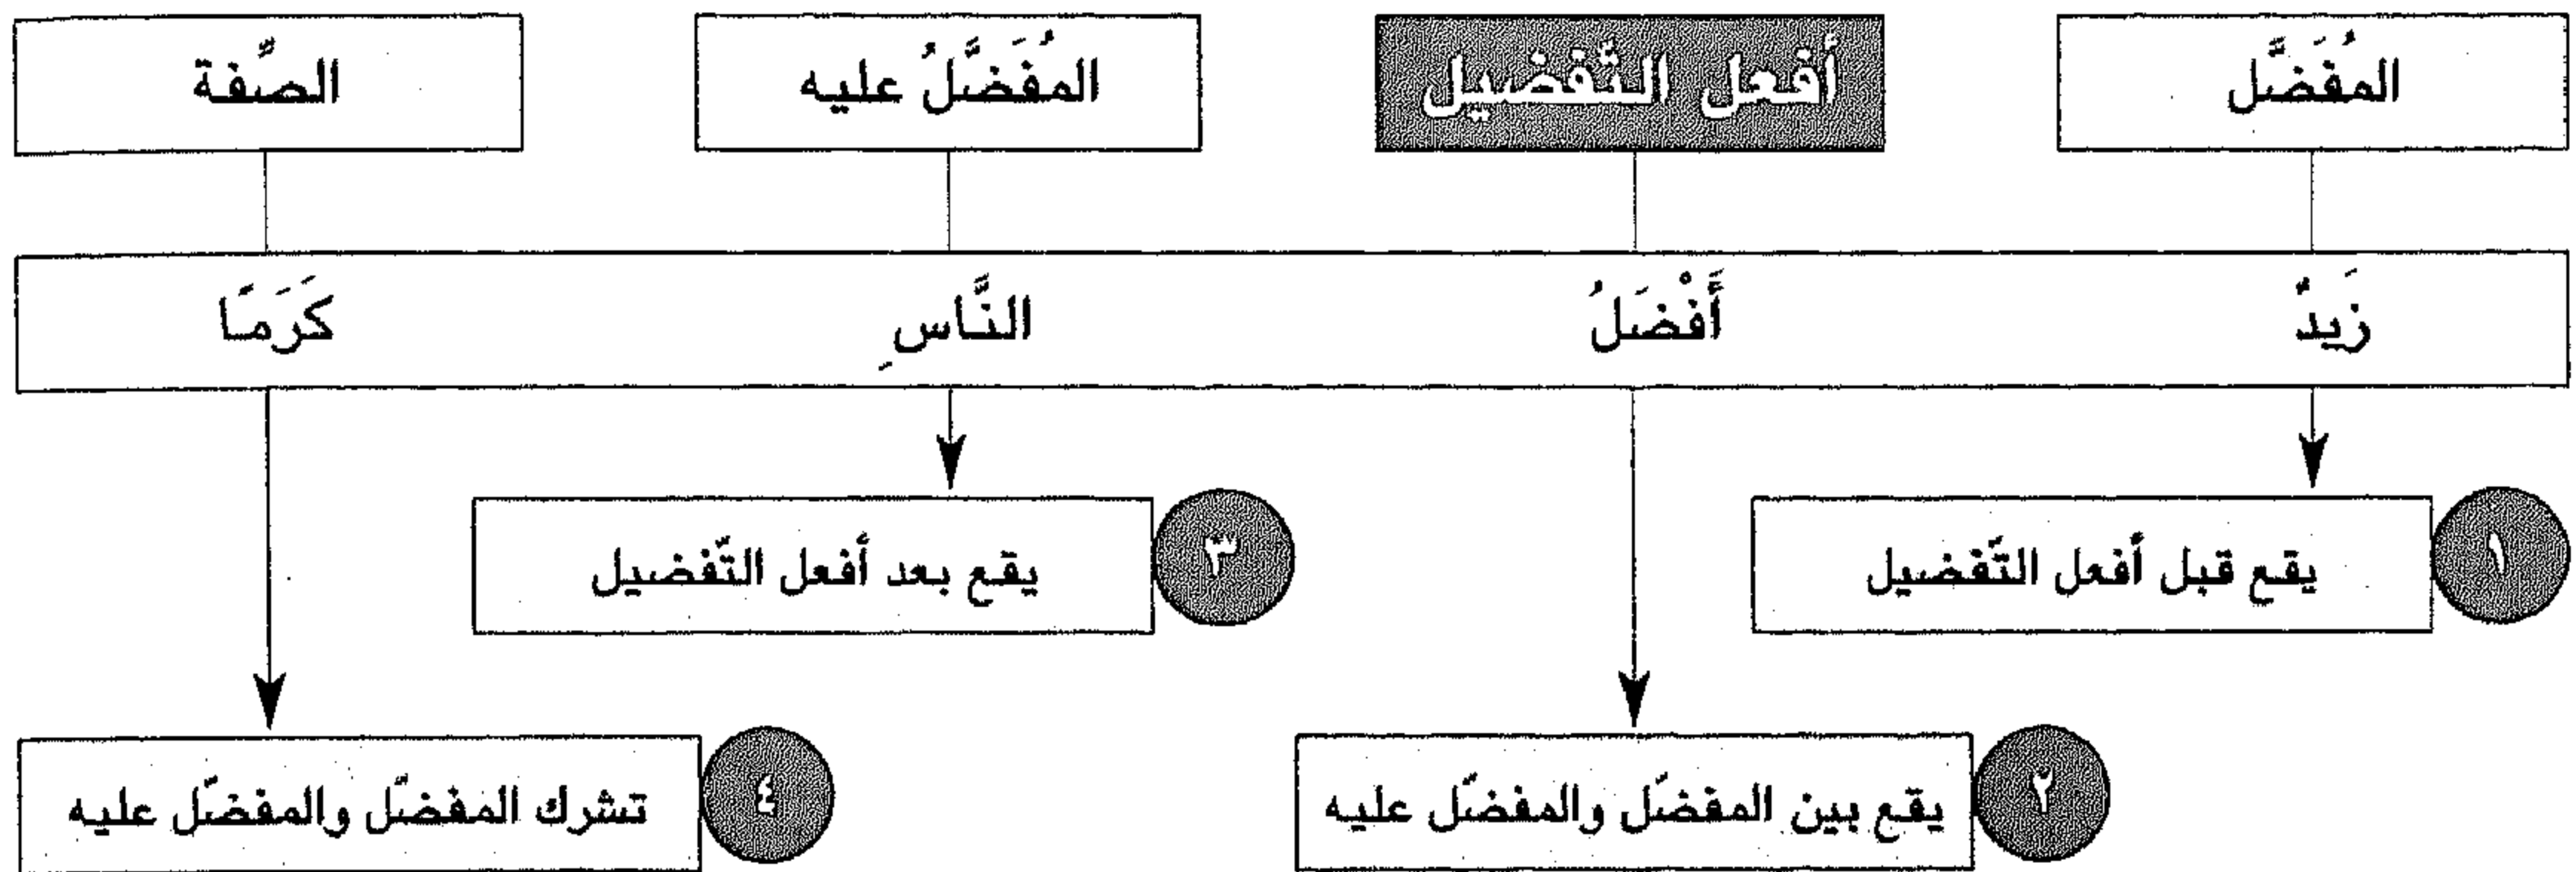 المُفَضَّل
أفعل التَّفضيل
المُفَضَّلُ عليه
الصِّفة
زَيدٌ أَفْضَلُ النَّاسِ كَرَمًا
١ يقع قبل أفعل التّفضيل
٣ يقع بعد أفعل التّفضيل
٢ يقع بين المفضّل والمفضّل عليه
٤ تشرك المفضّل والمفضّل عليه